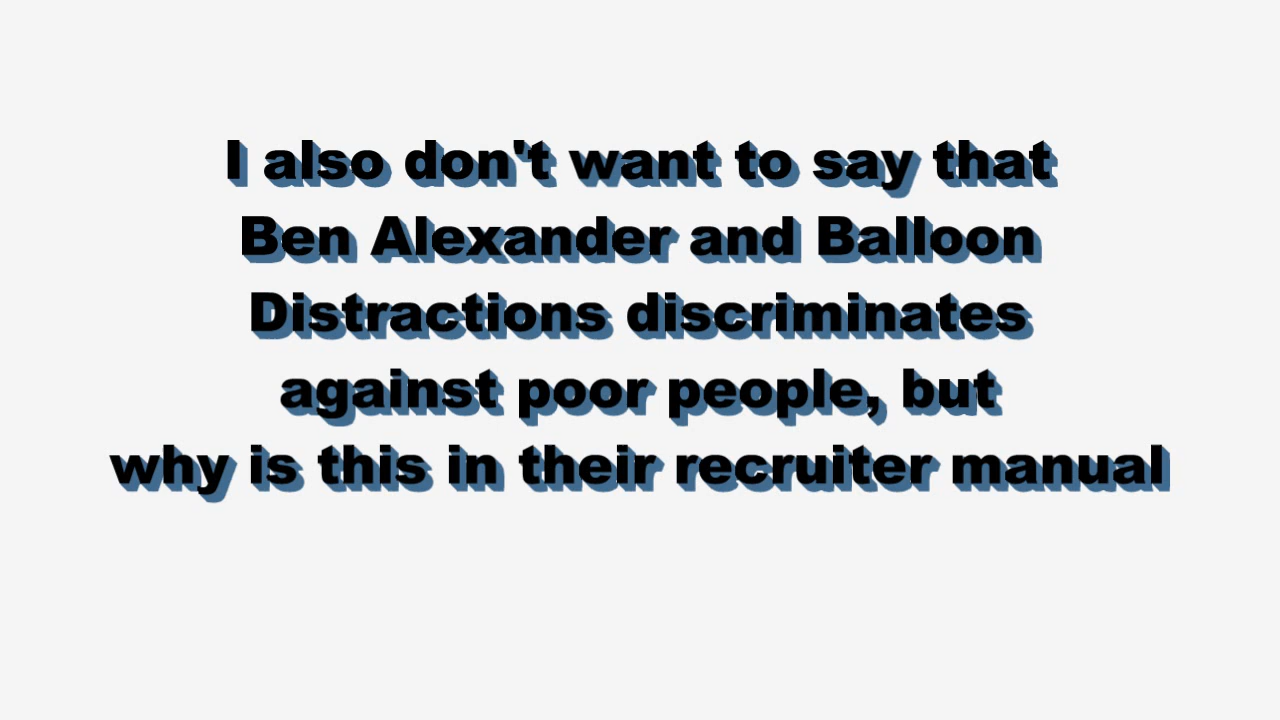 I also don't want to say that
Ben Alexander and Balloon
Distractions discriminates
against poor people, but
why is this in their recruiter manual